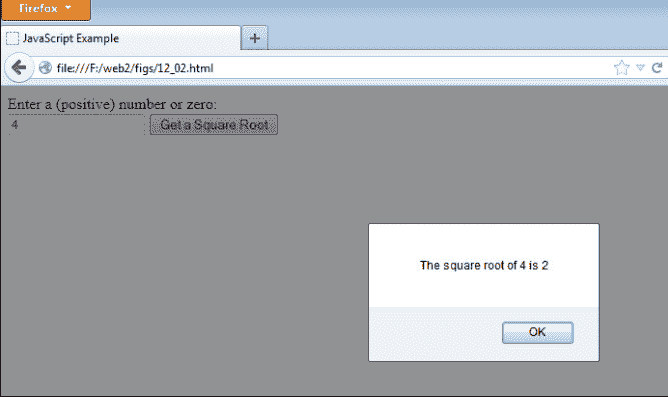 Firefox
JavaScript Example
file:///F:/web2/figs/12_02.html
Enter a (positive) number or zero:
4 Get a Square Root
The square root of 4 is 2
OK